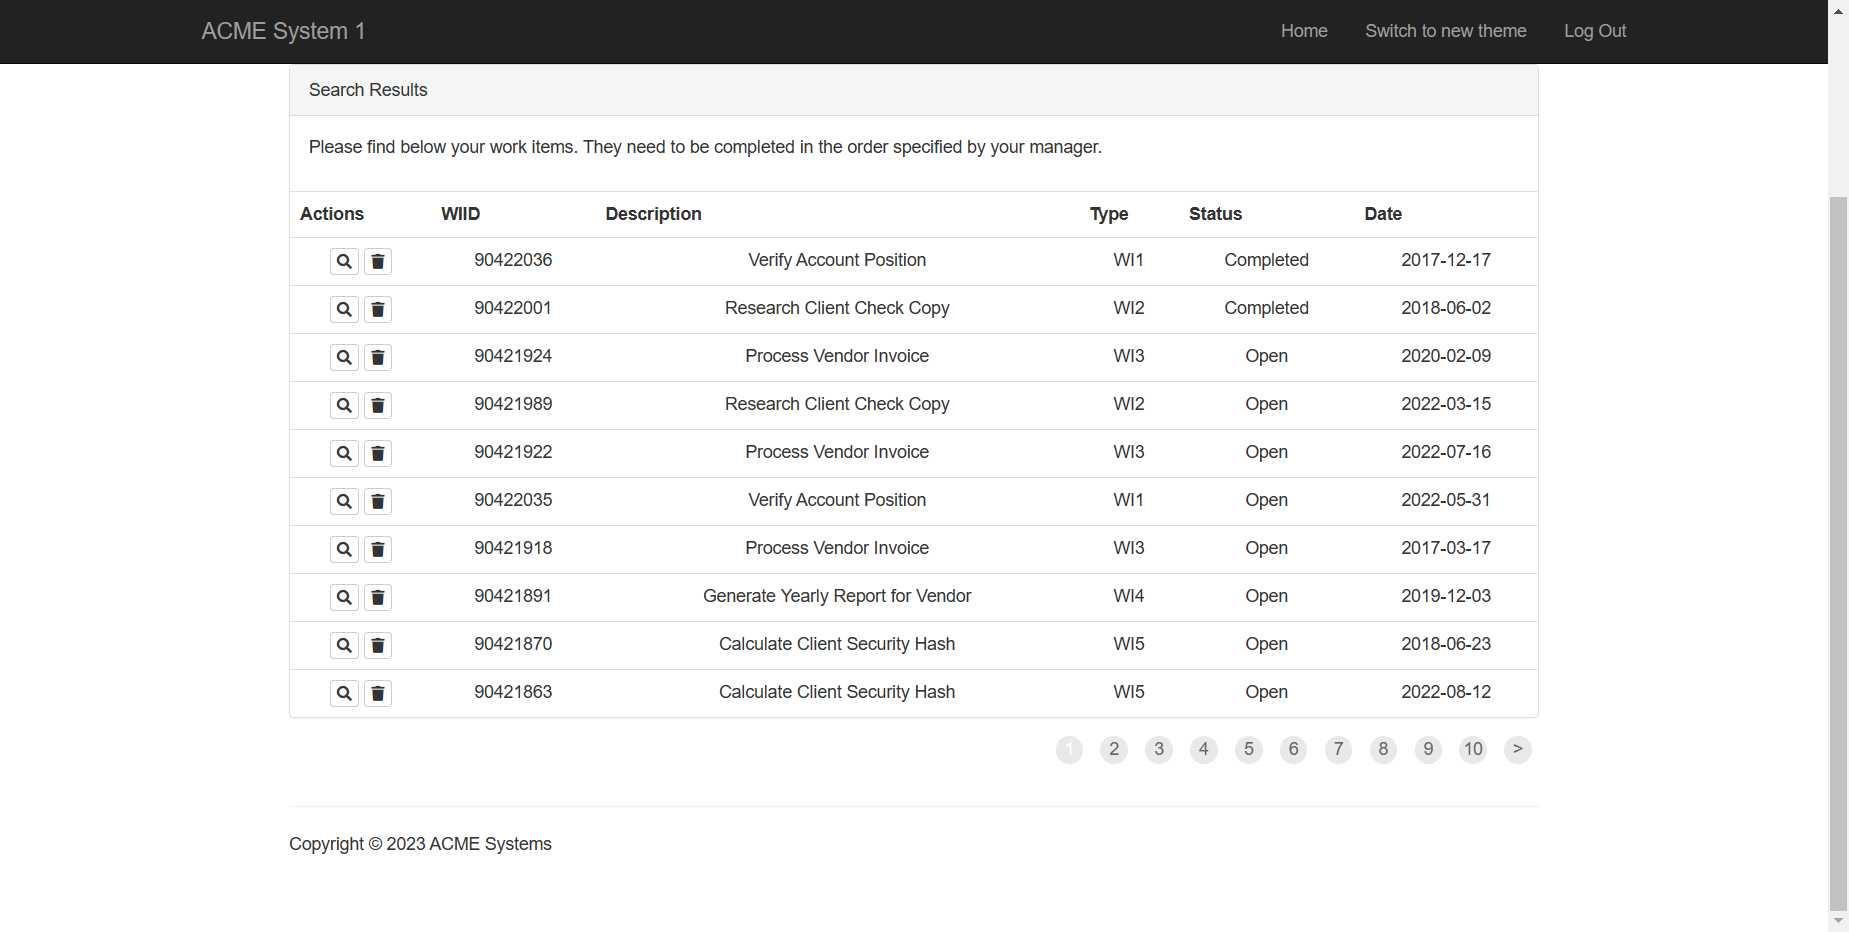 ACME System 1 Home Switch to new theme Log Out
Search Results
Please find below your work items. They need to be completed in the order specified by your manager.
Actions WIID Description Type Status Date
90422036 Verify Account Position WI1 Completed 2017-12-17
90422001 Research Client Check Copy WI2 Completed 2018-06-02
90421924 Process Vendor Invoice WI3 Open 2020-02-09
90421989 Research Client Check Copy WI2 Open 2022-03-15
90421922 Process Vendor Invoice WI3 Open 2022-07-16
90422035 Verify Account Position WI1 Open 2022-05-31
90421918 Process Vendor Invoice WI3 Open 2017-03-17
90421891 Generate Yearly Report for Vendor WI4 Open 2019-12-03
90421870 Calculate Client Security Hash WI5 Open 2018-06-23
90421863 Calculate Client Security Hash WI5 Open 2022-08-12
1 2 3 4 5 6 7 8 9 10 >
Copyright © 2023 ACME Systems